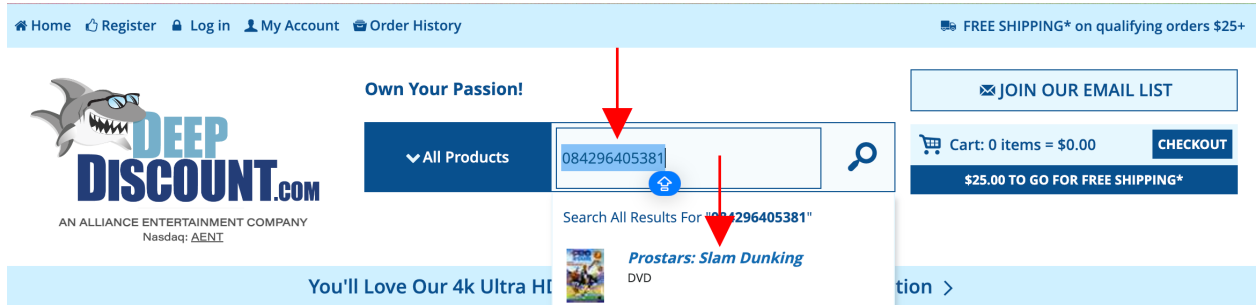 Home Register Log in My Account Order History
FREE SHIPPING* on qualifying orders $25+
DEEP
DISCOUNT.COM
AN ALLIANCE ENTERTAINMENT COMPANY
Nasdaq: AENT
Own Your Passion!
All Products
084296405381
JOIN OUR EMAIL LIST
Cart: 0 items = $0.00 CHECKOUT
$25.00 TO GO FOR FREE SHIPPING*
Search All Results For "084296405381"
Prostars: Slam Dunking
DVD
You'll Love Our 4k Ultra HD
tion >